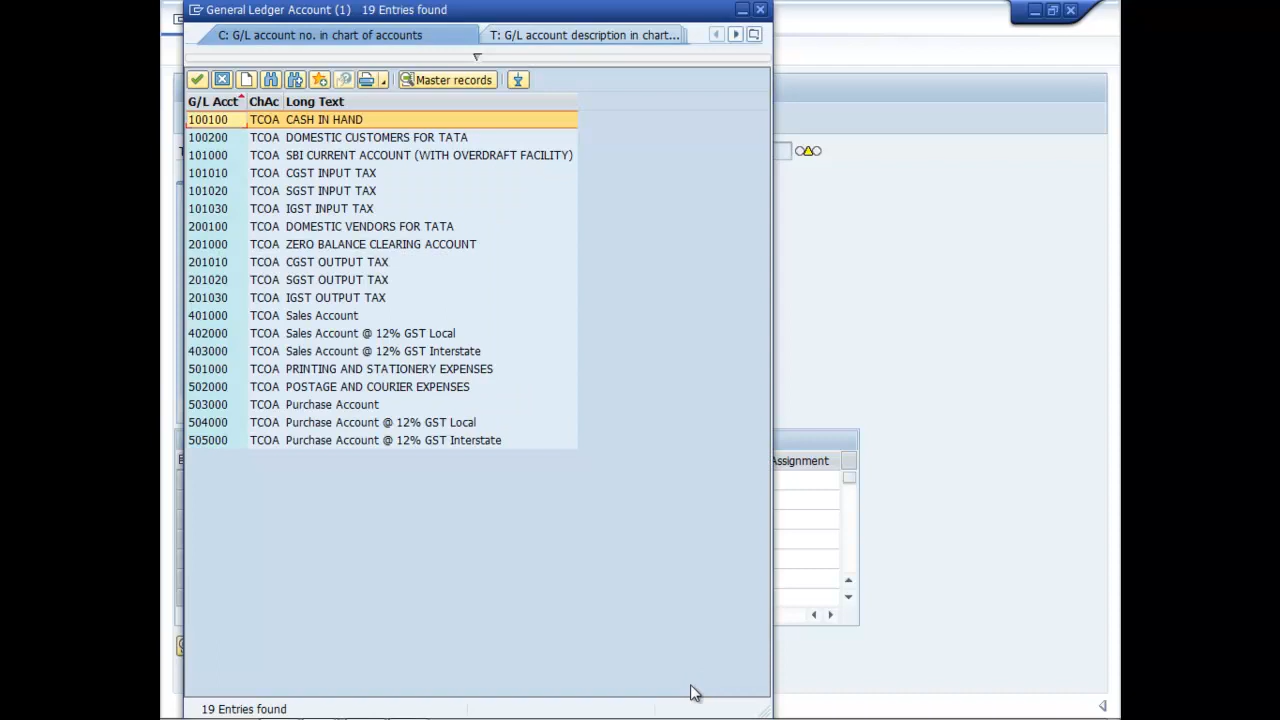 General Ledger Account (1)   19 Entries found
C: G/L account no. in chart of accounts
T: G/L account description in chart...
Master records
G/L Acct ChAc Long Text
100100 TCOA CASH IN HAND
100200 TCOA DOMESTIC CUSTOMERS FOR TATA
101000 TCOA SBI CURRENT ACCOUNT (WITH OVERDRAFT FACILITY)
101010 TCOA CGST INPUT TAX
101020 TCOA SGST INPUT TAX
101030 TCOA IGST INPUT TAX
200100 TCOA DOMESTIC VENDORS FOR TATA
201000 TCOA ZERO BALANCE CLEARING ACCOUNT
201010 TCOA CGST OUTPUT TAX
201020 TCOA SGST OUTPUT TAX
201030 TCOA IGST OUTPUT TAX
401000 TCOA Sales Account
402000 TCOA Sales Account @ 12% GST Local
403000 TCOA Sales Account @ 12% GST Interstate
501000 TCOA PRINTING AND STATIONERY EXPENSES
502000 TCOA POSTAGE AND COURIER EXPENSES
503000 TCOA Purchase Account
504000 TCOA Purchase Account @ 12% GST Local
505000 TCOA Purchase Account @ 12% GST Interstate
Assignment
19 Entries found